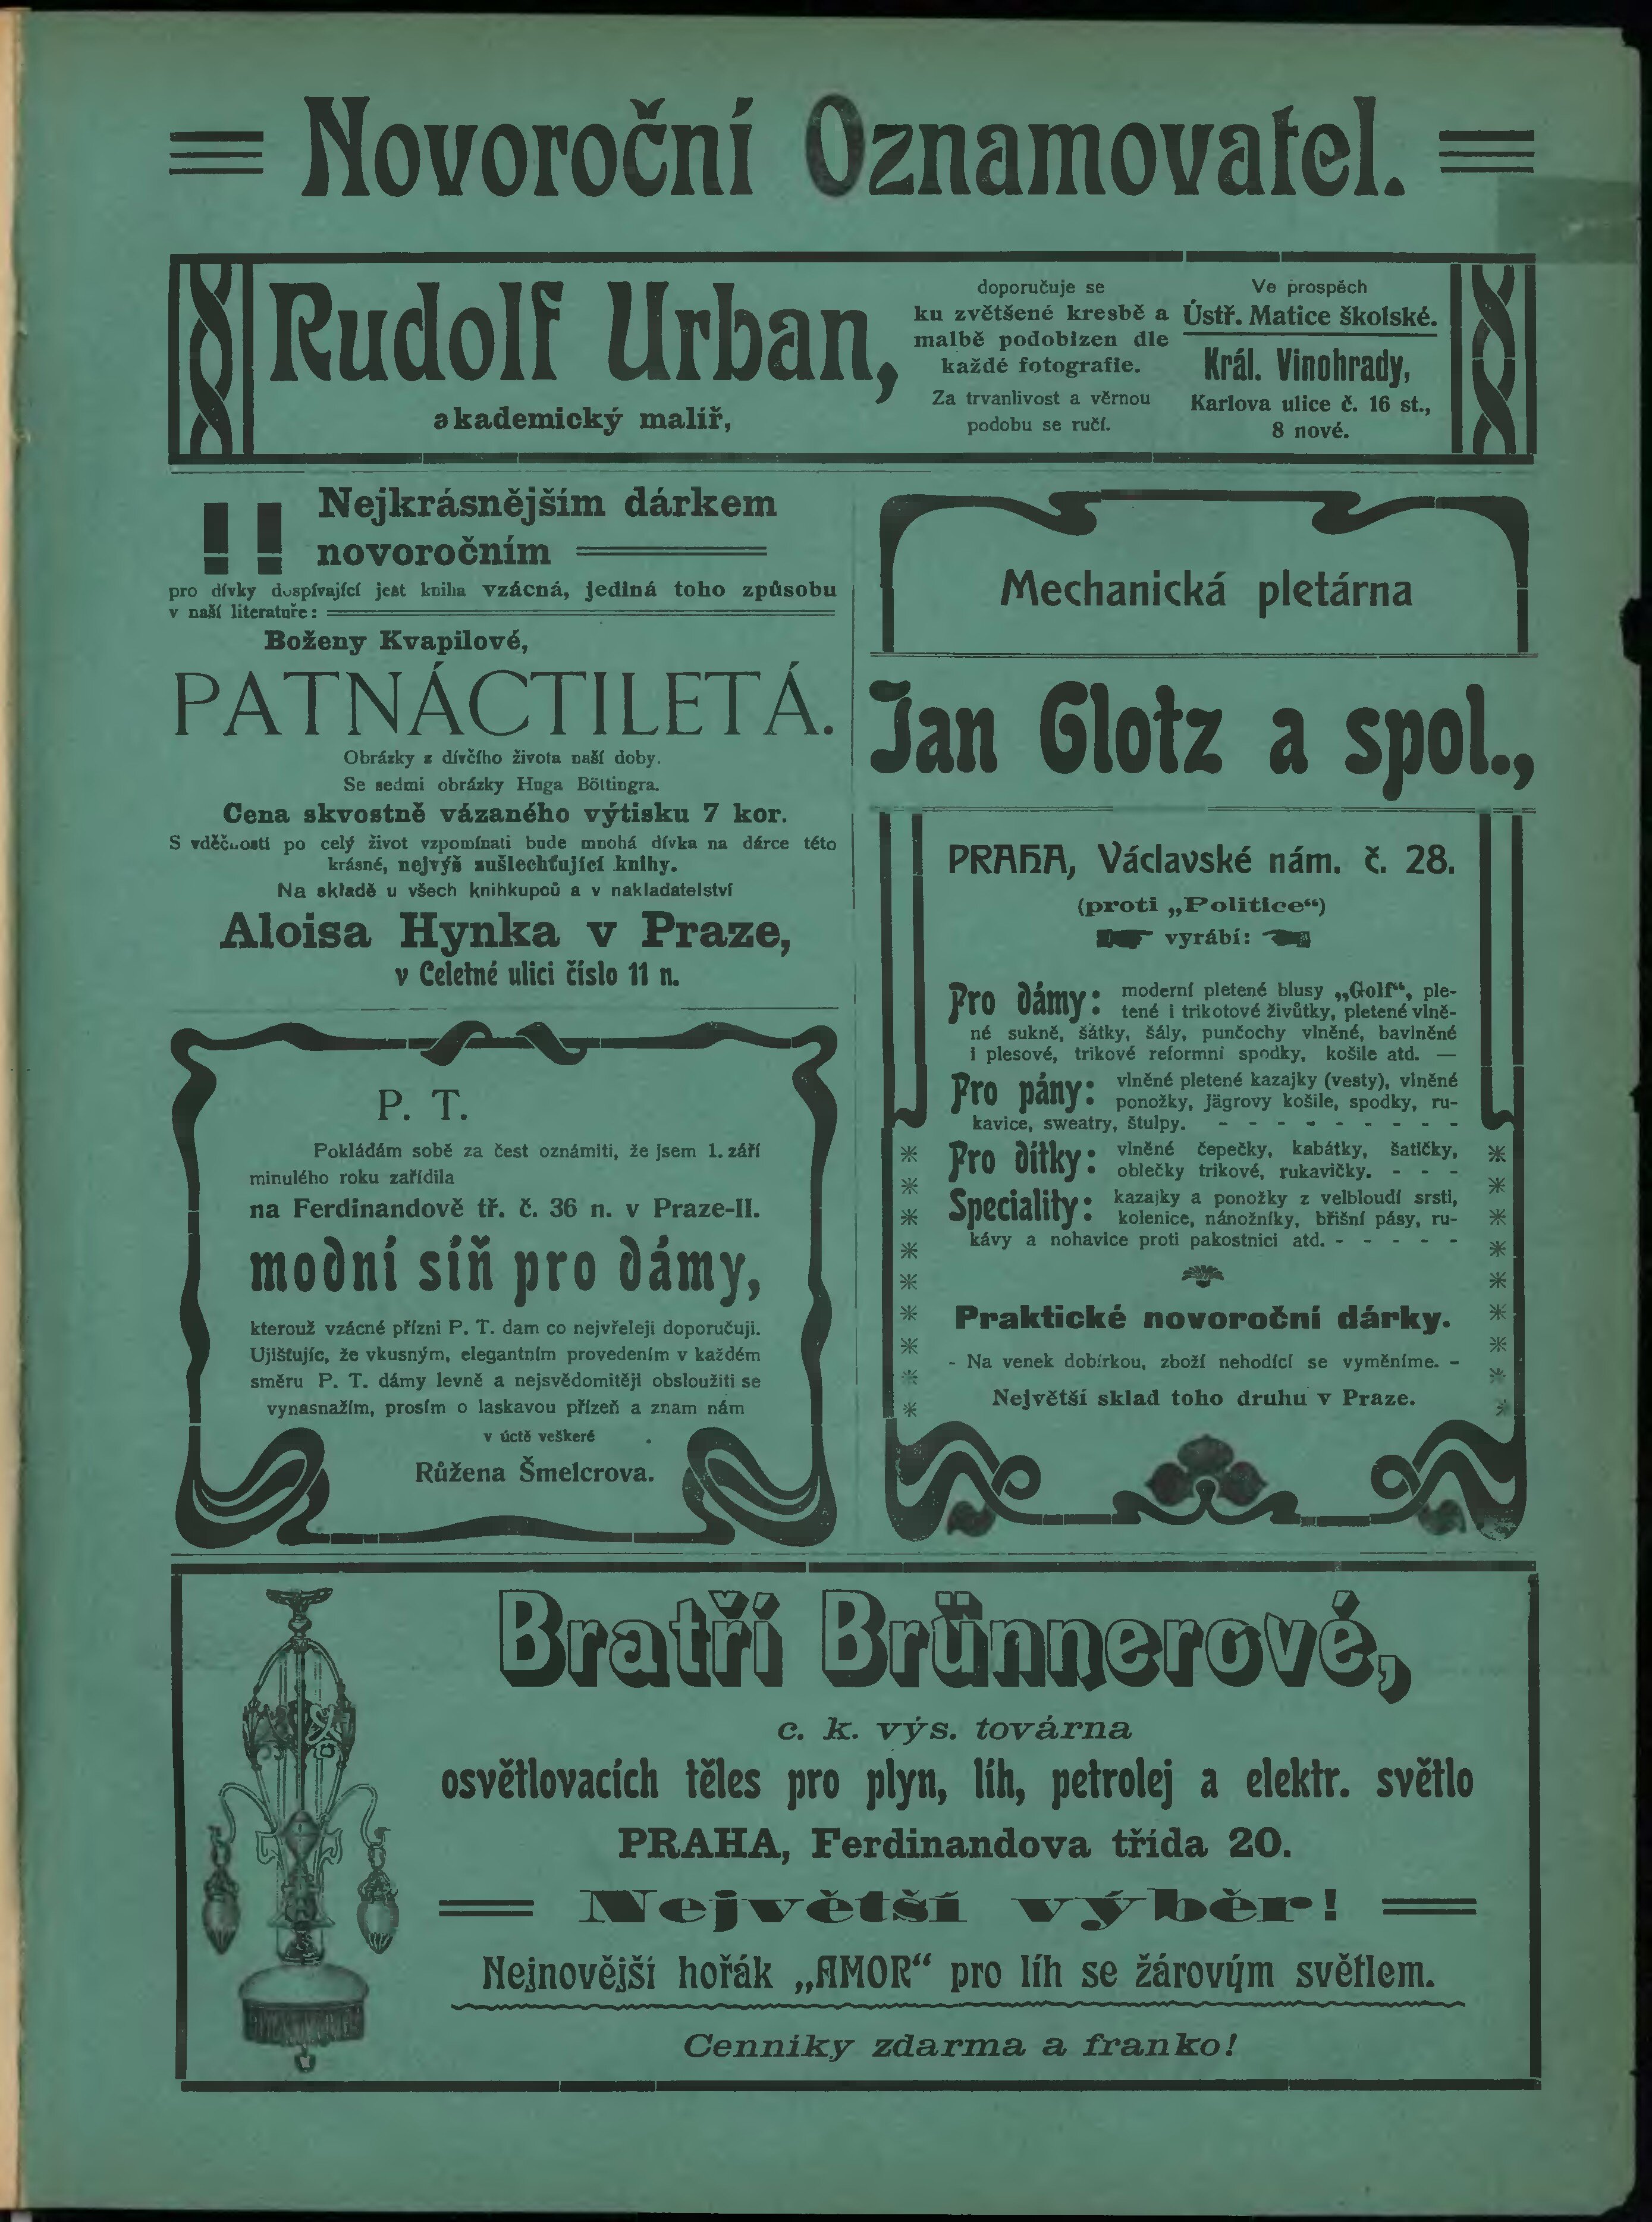 Novoroční Oznamovatel.
Rudolf Urban,
akademický malíř,
doporučuje se
ku zvětšené kresbě a
malbě podobizen dle
každé fotografie.
Za trvanlivost a věrnou
podobu se ručí.
Ve prospěch
Ústř. Matice školské.
Král. Vinohrady,
Karlova ulice č. 16 st.,
8 nové.
!! Nejkrásnějším dárkem
novoročním
pro dívky dospívající jest kniha vzácná, jediná toho způsobu
v naší literatuře:
Boženy Kvapilové,
PATNÁCTILETÁ.
Obrázky z dívčího života naší doby.
Se sedmi obrázky Huga Böttingra.
Cena skvostně vázaného výtisku 7 kor.
S vděčností po celý život vzpomínati bude mnohá dívka na dárce této
krásné, nejvýš zušlechťující knihy.
Na skladě u všech knihkupců a v nakladatelství
Aloisa Hynka v Praze,
v Celetné ulici číslo 11 n.
P. T.
Pokládám sobě za čest oznámiti, že jsem 1. září
minulého roku zařídila
na Ferdinandově tř. č. 36 n. v Praze-II.
modní síň pro dámy,
kterouž vzácné přízni P. T. dam co nejvřeleji doporučuji.
Ujišťujíc, že vkusným, elegantním provedením v každém
směru P. T. dámy levně a nejsvědomitěji obsloužiti se
vynasnažím, prosím o laskavou přízeň a znam nám
v úctě veškeré
Růžena Šmelcrova.
Mechanická pletárna
Jan Glotz a spol.,
PRAHA, Václavské nám. č. 28.
(proti „Politice“)
vyrábí:
Pro dámy: moderní pletené blusy „Golf“, ple-
tené i trikotové živůtky, pletené vlně-
né sukně, šátky, šály, punčochy vlněné, bavlněné
i plesové, trikové reformní spodky, košile atd. —
Pro pány: vlněné pletené kazajky (vesty), vlněné
ponožky, Jägrovy košile, spodky, ru-
kavice, sweatry, štulpy. - - - - - - - - -
Pro dítky: vlněné čepečky, kabátky, šatičky,
oblečky trikové, rukavičky. - - -
Speciality: kazajky a ponožky z velbloudí srsti,
kolenice, nánožníky, břišní pásy, ru-
kávy a nohavice proti pakostnici atd. - - - - -
Praktické novoroční dárky.
- Na venek dobírkou, zboží nehodící se vyměníme. -
Největší sklad toho druhu v Praze.
Bratří Brünnerové,
c. k. výs. továrna
osvětlovacích těles pro plyn, líh, petrolej a elektr. světlo
PRAHA, Ferdinandova třída 20.
Největší výběr!
Nejnovější hořák „AMOR“ pro líh se žárovým světlem.
Cenníky zdarma a franko!